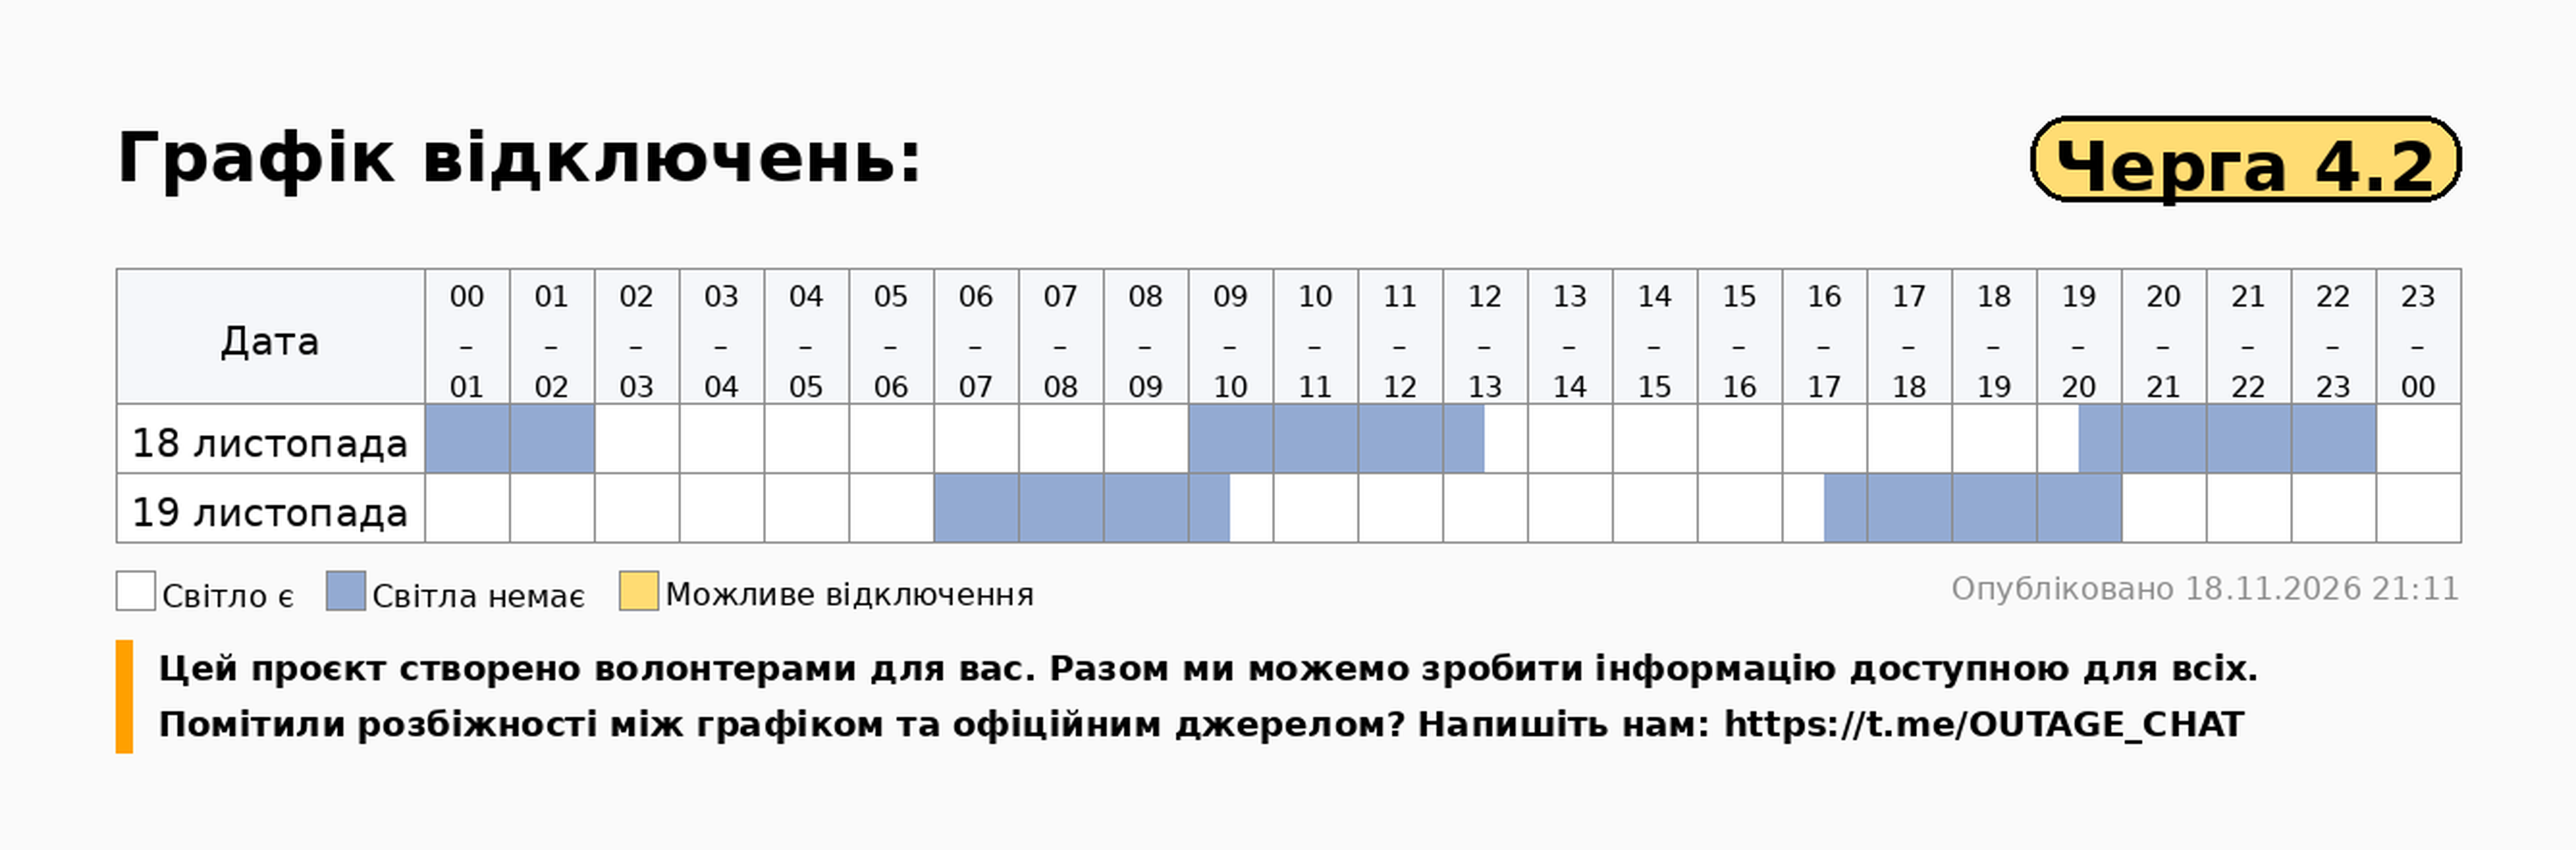 Графік відключень:
Черга 4.2
Дата 00 – 01 01 – 02 02 – 03 03 – 04 04 – 05 05 – 06 06 – 07 07 – 08 08 – 09 09 – 10 10 – 11 11 – 12 12 – 13 13 – 14 14 – 15 15 – 16 16 – 17 17 – 18 18 – 19 19 – 20 20 – 21 21 – 22 22 – 23 23 – 00
18 листопада
19 листопада
Світло є Світла немає Можливе відключення
Опубліковано 18.11.2026 21:11
Цей проєкт створено волонтерами для вас. Разом ми можемо зробити інформацію доступною для всіх.
Помітили розбіжності між графіком та офіційним джерелом? Напишіть нам: https://t.me/OUTAGE_CHAT